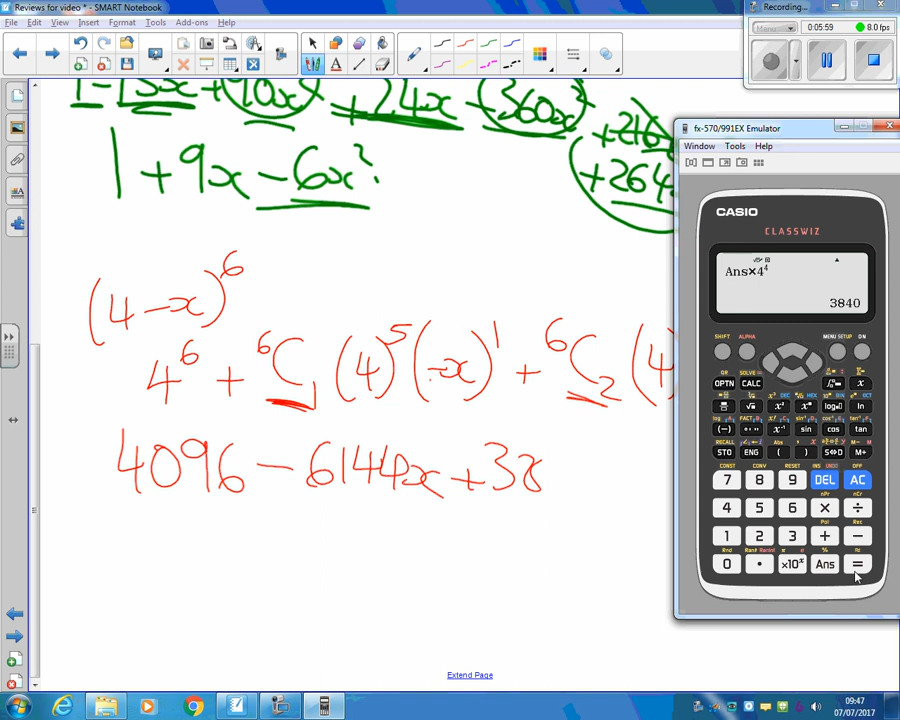 Reviews for video * - SMART Notebook
File Edit View Insert Format Tools Add-ons Help
Recording...
Menu 0:05:59 8.0 fps
1 - 15x + 90x² + 24x - 360x²
+216
+264
1 + 9x - 6x²
(4 - x)⁶
4⁶ + ⁶C₁ (4)⁵ (-x)¹ + ⁶C₂ (4)
4096 - 6144x + 38
Extend Page
fx-570/991EX Emulator
Window Tools Help
CASIO
CLASSWIZ
Ans×4⁴
3840
SHIFT ALPHA MENU SETUP ON
OPTN CALC x
ln
(-) sin cos tan
STO ENG ( ) S⇔D M+
7 8 9 DEL AC
4 5 6 × ÷
1 2 3 + −
0 • ×10ˣ Ans =
09:47
07/07/2017